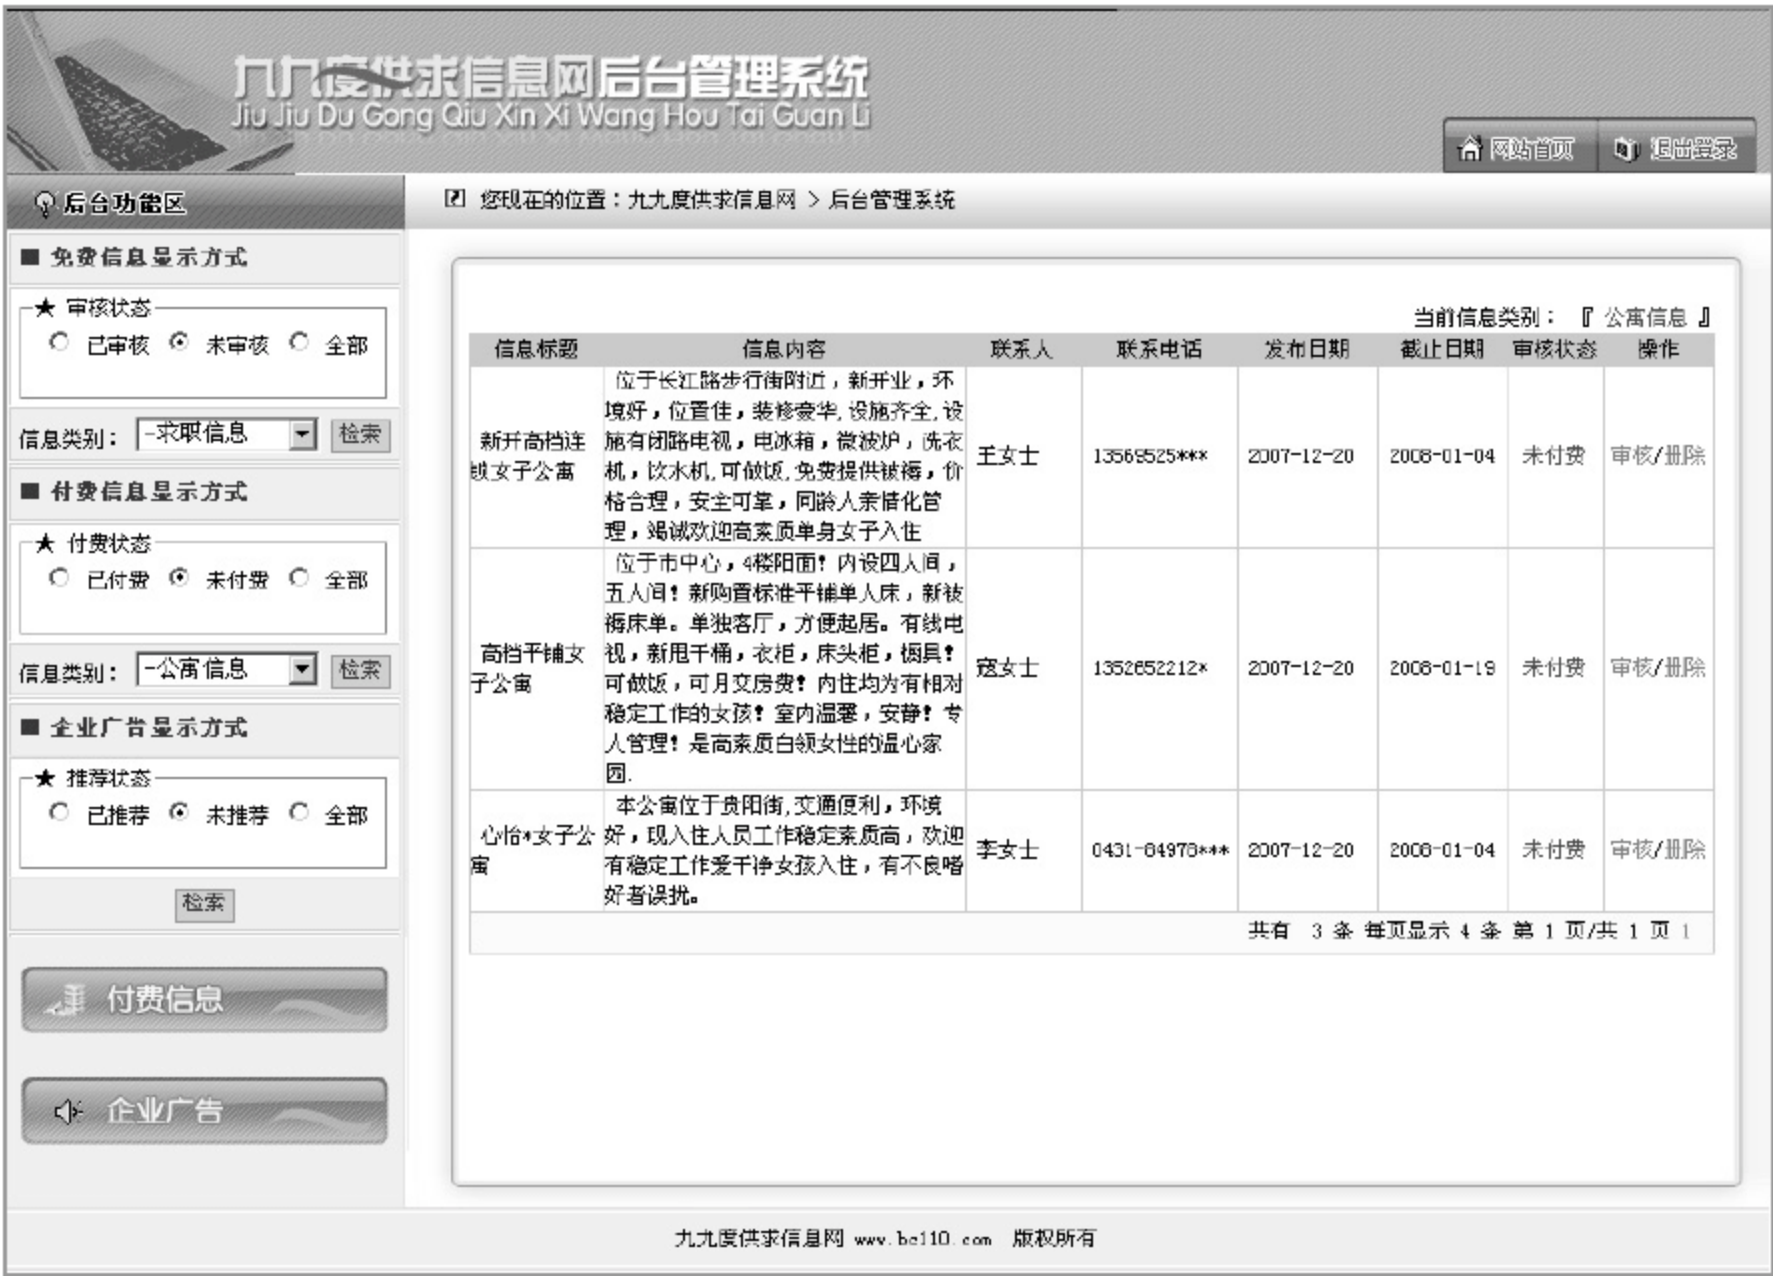 九九度供求信息网后台管理系统
Jiu Jiu Du Gong Qiu Xin Xi Wang Hou Tai Guan Li
网站首页 退出登录
后台功能区
您现在的位置：九九度供求信息网 > 后台管理系统
■ 免费信息显示方式
★ 审核状态
已审核 未审核 全部
信息类别： -求职信息 检索
■ 付费信息显示方式
★ 付费状态
已付费 未付费 全部
信息类别： -公寓信息 检索
■ 企业广告显示方式
★ 推荐状态
已推荐 未推荐 全部
检索
付费信息
企业广告
当前信息类别： 『 公寓信息 』
信息标题 信息内容 联系人 联系电话 发布日期 截止日期 审核状态 操作
新开高档连
锁女子公寓
位于长江路步行街附近，新开业，环
境好，位置佳，装修豪华,设施齐全,设
施有闭路电视，电冰箱，微波炉，洗衣
机，饮水机,可做饭,免费提供被褥，价
格合理，安全可靠，同龄人亲情化管
理，竭诚欢迎高素质单身女子入住
王女士 13569525*** 2007-12-20 2008-01-04 未付费 审核/删除
高档平铺女
子公寓
位于市中心，4楼阳面！内设四人间，
五人间！新购置标准平铺单人床，新被
褥床单。单独客厅，方便起居。有线电
视，新甩干桶，衣柜，床头柜，橱具！
可做饭，可月交房费！内住均为有相对
稳定工作的女孩！室内温馨，安静！专
人管理！是高素质白领女性的温心家
园.
寇女士 1352652212* 2007-12-20 2008-01-19 未付费 审核/删除
心怡*女子公
寓
本公寓位于贵阳街,交通便利，环境
好，现入住人员工作稳定素质高，欢迎
有稳定工作爱干净女孩入住，有不良嗜
好者误扰。
李女士 0431-84978*** 2007-12-20 2008-01-04 未付费 审核/删除
共有 3 条 每页显示 4 条 第 1 页/共 1 页 1
九九度供求信息网 www.bc110.com 版权所有